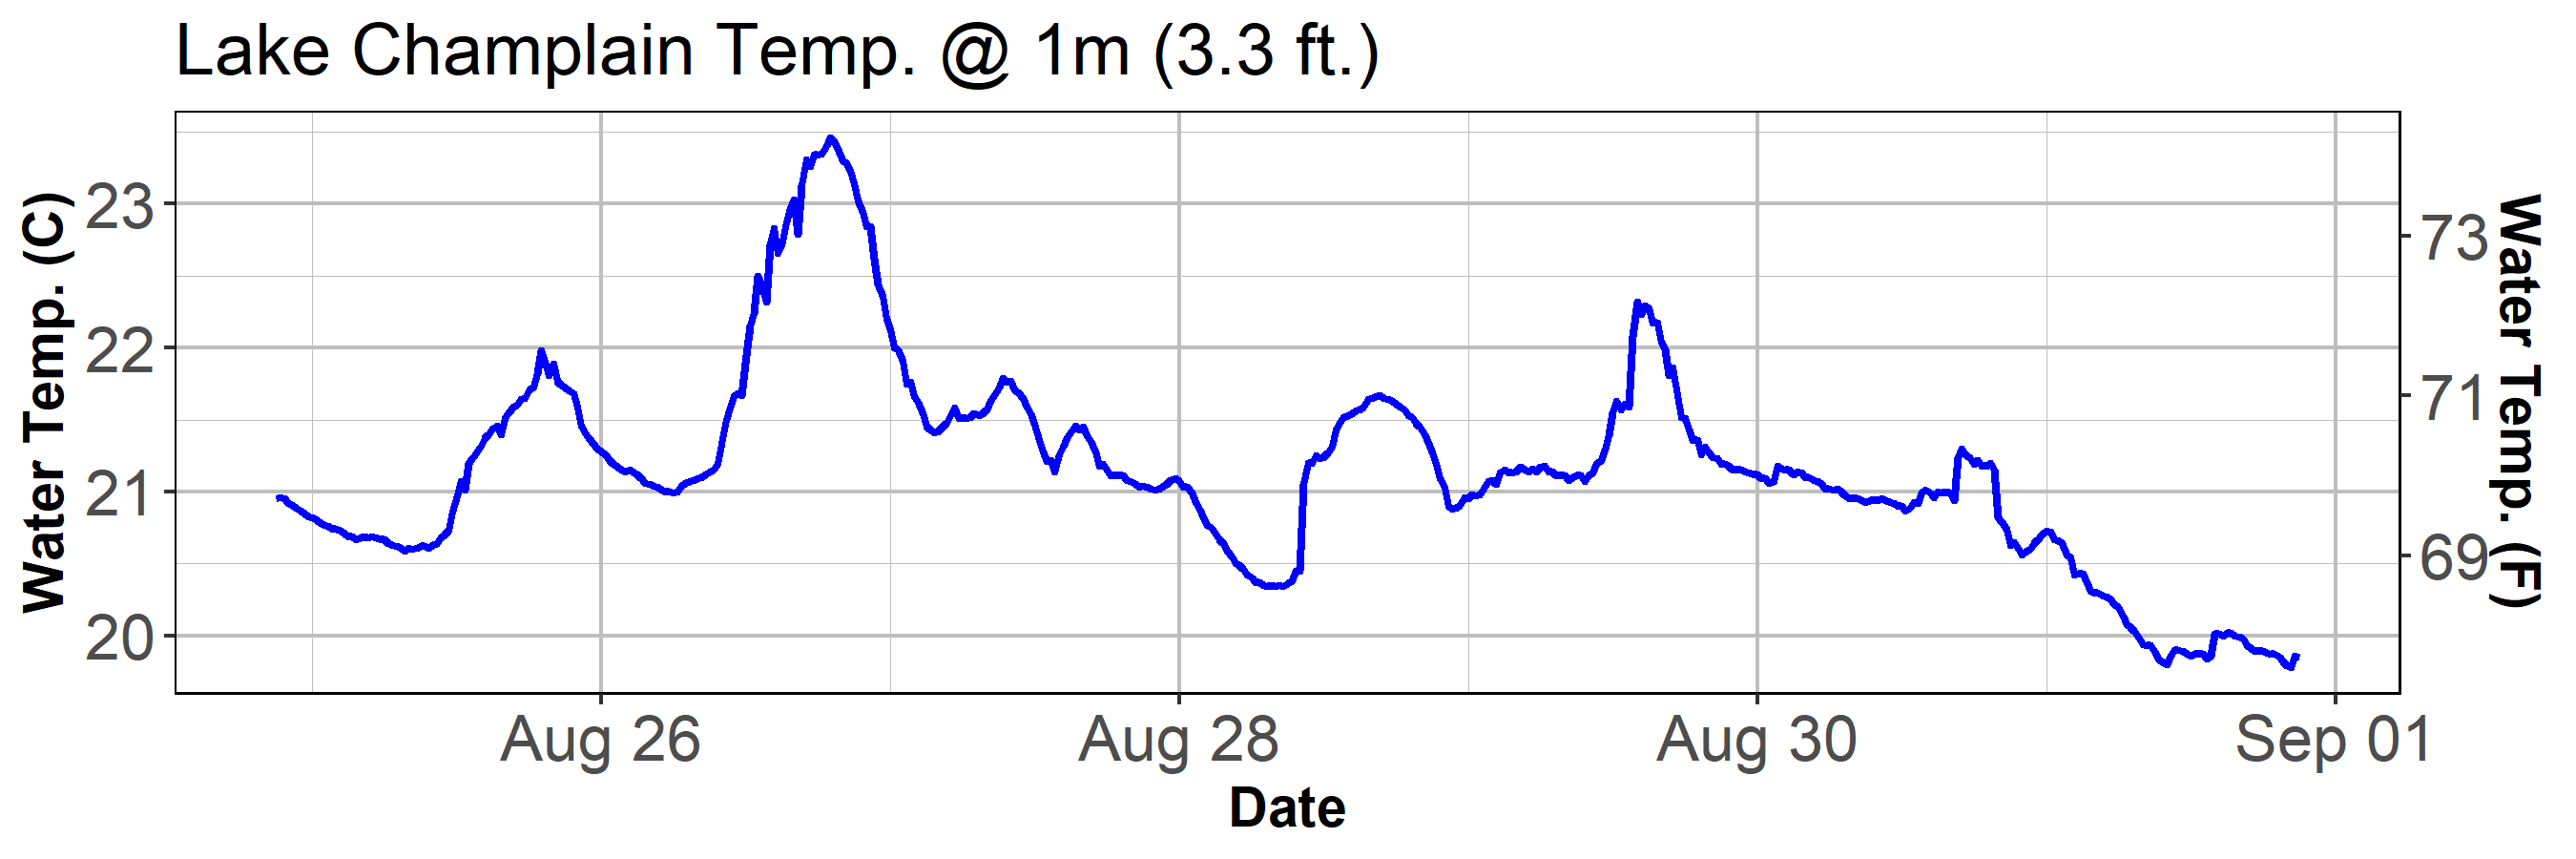 Lake Champlain Temp. @ 1m (3.3 ft.)
Water Temp. (C)
23
22
21
20
73
71
69
Water Temp. (F)
Aug 26
Aug 28
Aug 30
Sep 01
Date